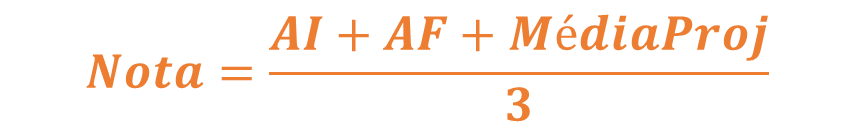 Nota = AI + AF + MédiaProj
3